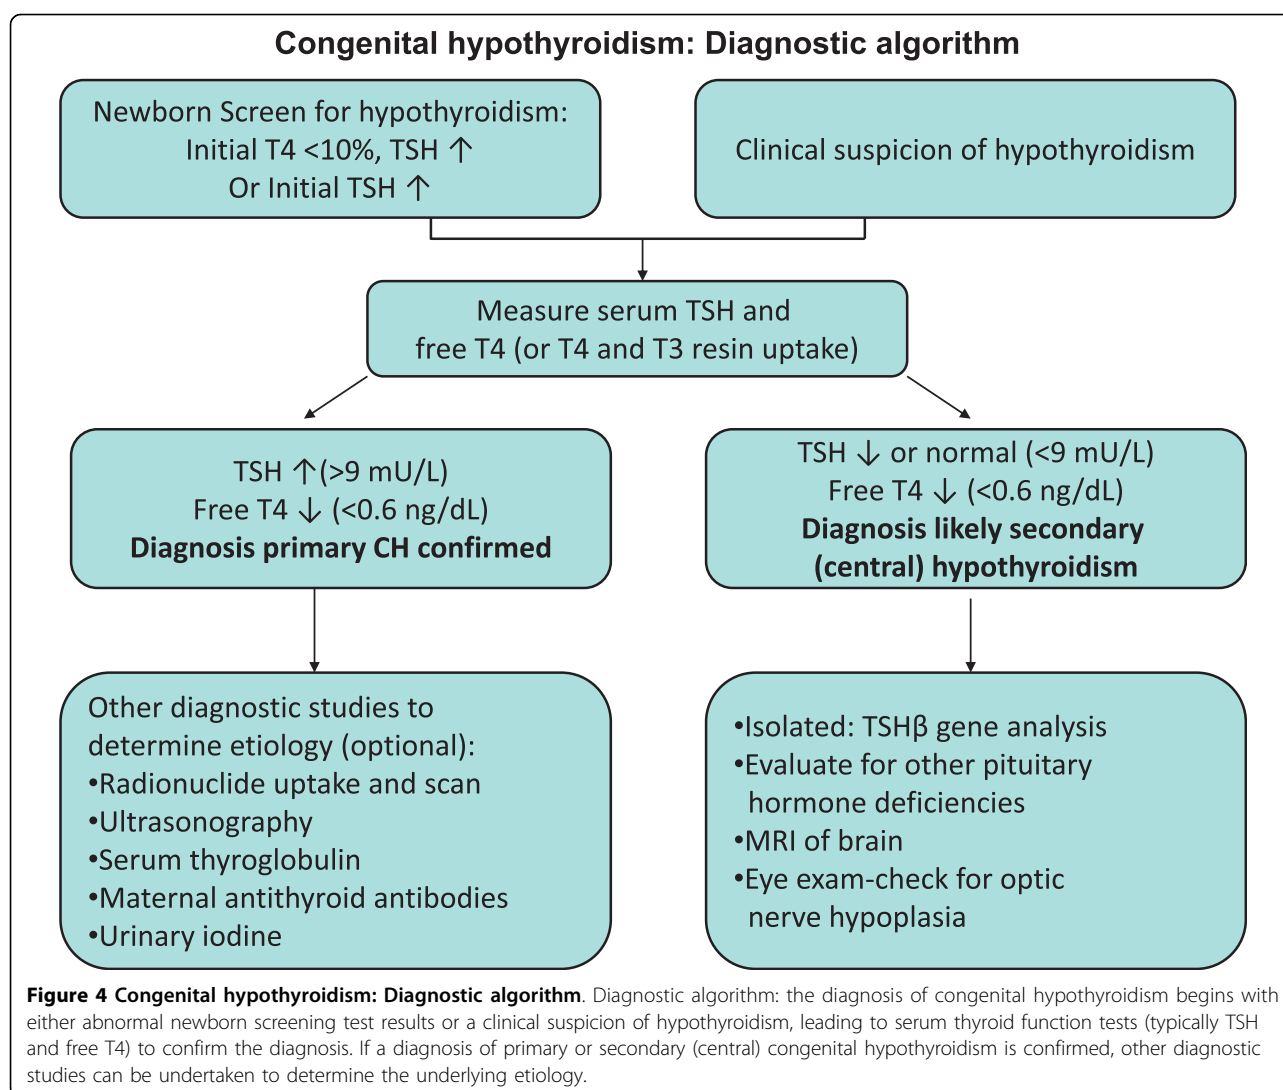 Congenital hypothyroidism: Diagnostic algorithm
Newborn Screen for hypothyroidism:
Initial T4 <10%, TSH ↑
Or Initial TSH ↑
Clinical suspicion of hypothyroidism
Measure serum TSH and
free T4 (or T4 and T3 resin uptake)
TSH ↑(>9 mU/L)
Free T4 ↓ (<0.6 ng/dL)
Diagnosis primary CH confirmed
TSH ↓ or normal (<9 mU/L)
Free T4 ↓ (<0.6 ng/dL)
Diagnosis likely secondary
(central) hypothyroidism
Other diagnostic studies to
determine etiology (optional):
•Radionuclide uptake and scan
•Ultrasonography
•Serum thyroglobulin
•Maternal antithyroid antibodies
•Urinary iodine
•Isolated: TSHβ gene analysis
•Evaluate for other pituitary
hormone deficiencies
•MRI of brain
•Eye exam-check for optic
nerve hypoplasia
Figure 4 Congenital hypothyroidism: Diagnostic algorithm. Diagnostic algorithm: the diagnosis of congenital hypothyroidism begins with
either abnormal newborn screening test results or a clinical suspicion of hypothyroidism, leading to serum thyroid function tests (typically TSH
and free T4) to confirm the diagnosis. If a diagnosis of primary or secondary (central) congenital hypothyroidism is confirmed, other diagnostic
studies can be undertaken to determine the underlying etiology.